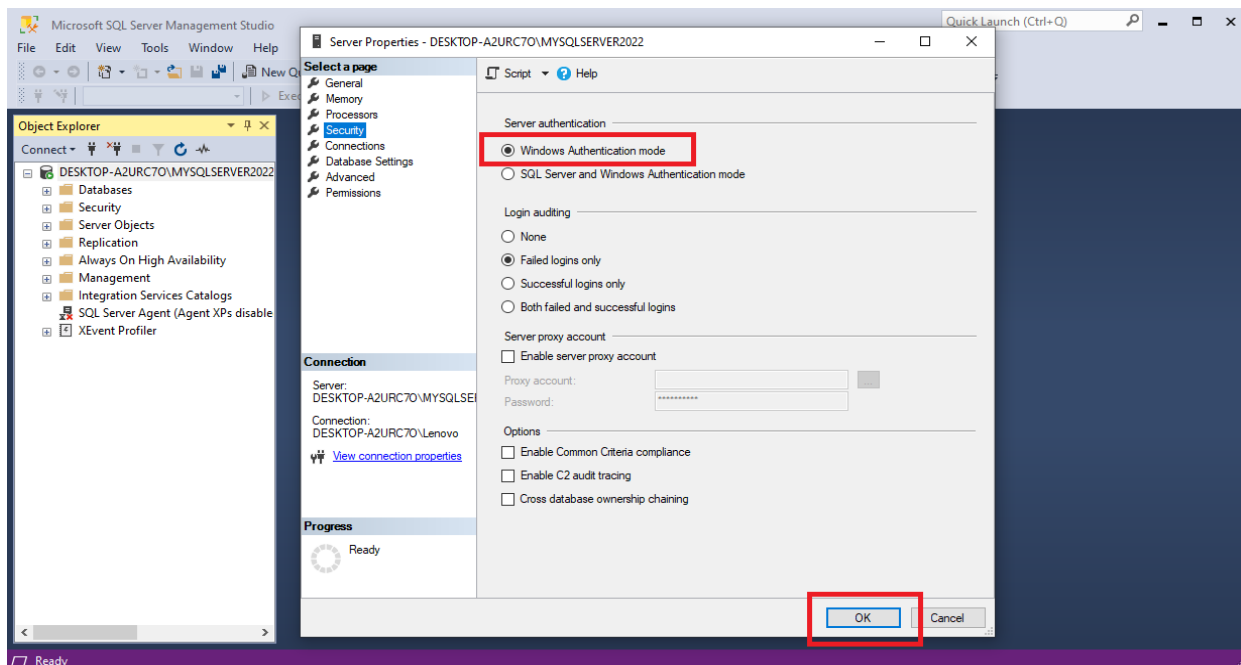 Microsoft SQL Server Management Studio
Quick Launch (Ctrl+Q)
File Edit View Tools Window Help
New Q
Exec
Object Explorer
Connect
DESKTOP-A2URC7O\MYSQLSERVER2022
Databases
Security
Server Objects
Replication
Always On High Availability
Management
Integration Services Catalogs
SQL Server Agent (Agent XPs disable
XEvent Profiler
Server Properties - DESKTOP-A2URC7O\MYSQLSERVER2022
Select a page
General
Memory
Processors
Security
Connections
Database Settings
Advanced
Permissions
Connection
Server:
DESKTOP-A2URC7O\MYSQLSE
Connection:
DESKTOP-A2URC7O\Lenovo
View connection properties
Progress
Ready
Script Help
Server authentication
Windows Authentication mode
SQL Server and Windows Authentication mode
Login auditing
None
Failed logins only
Successful logins only
Both failed and successful logins
Server proxy account
Enable server proxy account
Proxy account:
...
Password:
**********
Options
Enable Common Criteria compliance
Enable C2 audit tracing
Cross database ownership chaining
OK Cancel
Ready